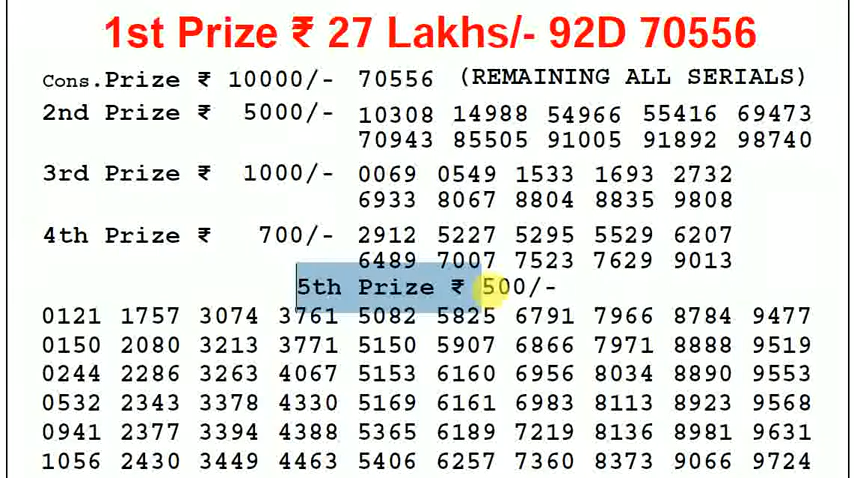 1st Prize ₹ 27 Lakhs/- 92D 70556
Cons.Prize ₹ 10000/- 70556 (REMAINING ALL SERIALS)
2nd Prize ₹ 5000/- 10308 14988 54966 55416 69473
70943 85505 91005 91892 98740
3rd Prize ₹ 1000/- 0069 0549 1533 1693 2732
6933 8067 8804 8835 9808
4th Prize ₹ 700/- 2912 5227 5295 5529 6207
6489 7007 7523 7629 9013
5th Prize ₹ 500/-
0121 1757 3074 3761 5082 5825 6791 7966 8784 9477
0150 2080 3213 3771 5150 5907 6866 7971 8888 9519
0244 2286 3263 4067 5153 6160 6956 8034 8890 9553
0532 2343 3378 4330 5169 6161 6983 8113 8923 9568
0941 2377 3394 4388 5365 6189 7219 8136 8981 9631
1056 2430 3449 4463 5406 6257 7360 8373 9066 9724